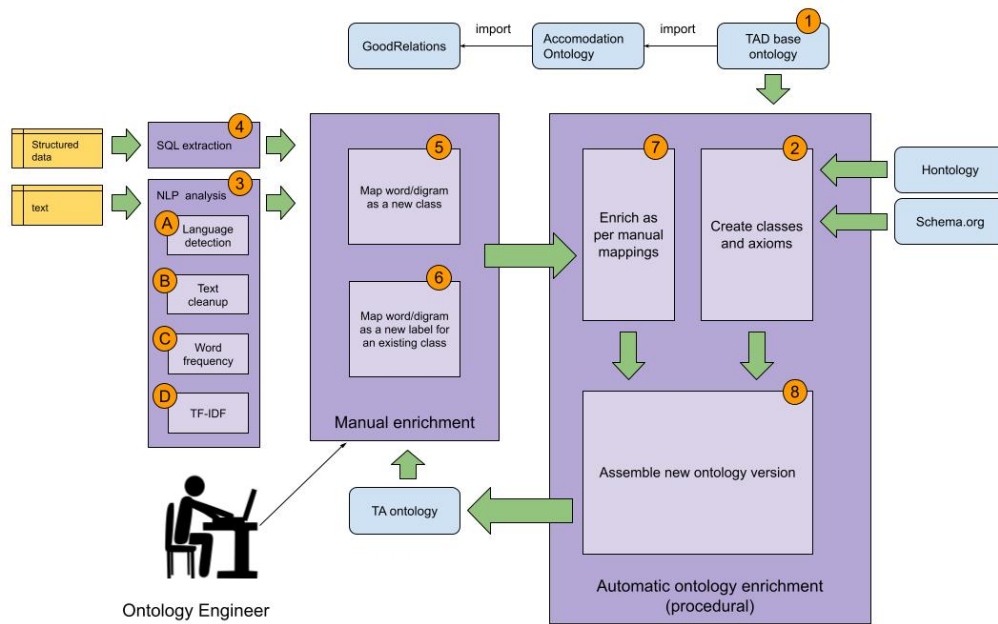 1
import
import
GoodRelations
Accomodation
Ontology
TAD base
ontology
Structured
data
4
SQL extraction
text
3
NLP analysis
A
Language
detection
B
Text
cleanup
C
Word
frequency
D
TF-IDF
5
Map word/digram
as a new class
6
Map word/digram
as a new label for
an existing class
Manual enrichment
7
Enrich as
per manual
mappings
2
Create classes
and axioms
Hontology
Schema.org
8
Assemble new ontology version
TA ontology
Automatic ontology enrichment
(procedural)
Ontology Engineer